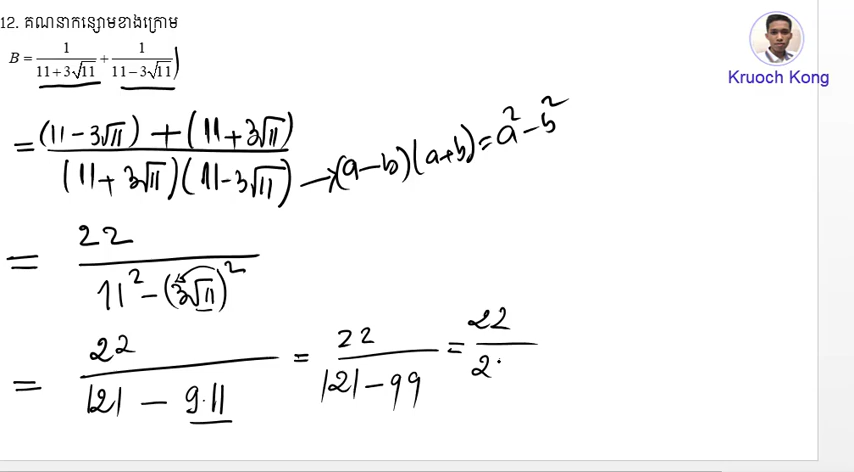 12. គណនាកន្សោមខាងក្រោម
B = 1/(11+3√11) + 1/(11−3√11)
Kruoch Kong
= ((11 − 3√11) + (11 + 3√11))/((11 + 3√11)(11 − 3√11)) → (a − b)(a + b) = a² − b²
= 22/(11² − (3√11)²)
= 22/(121 − 9·11) = 22/(121 − 99) = 22/2